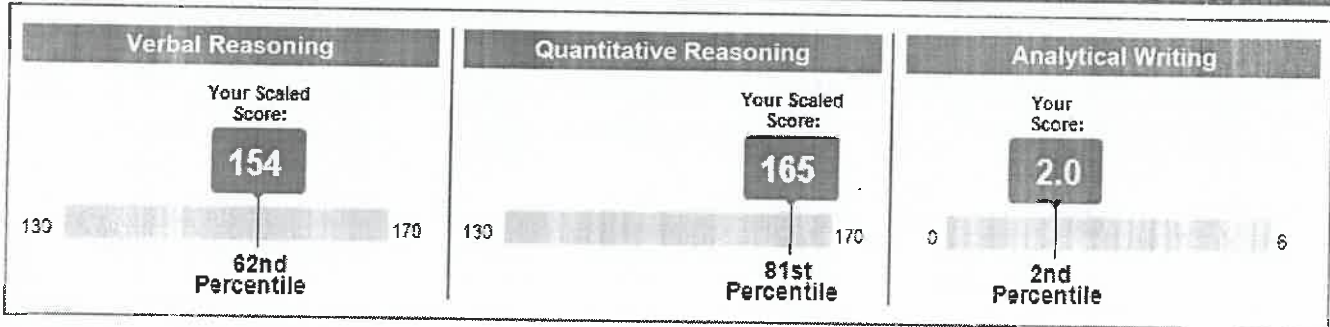 Verbal Reasoning
Your Scaled
Score:
154
130 170
62nd
Percentile
Quantitative Reasoning
Your Scaled
Score:
165
130 170
81st
Percentile
Analytical Writing
Your
Score:
2.0
0 6
2nd
Percentile